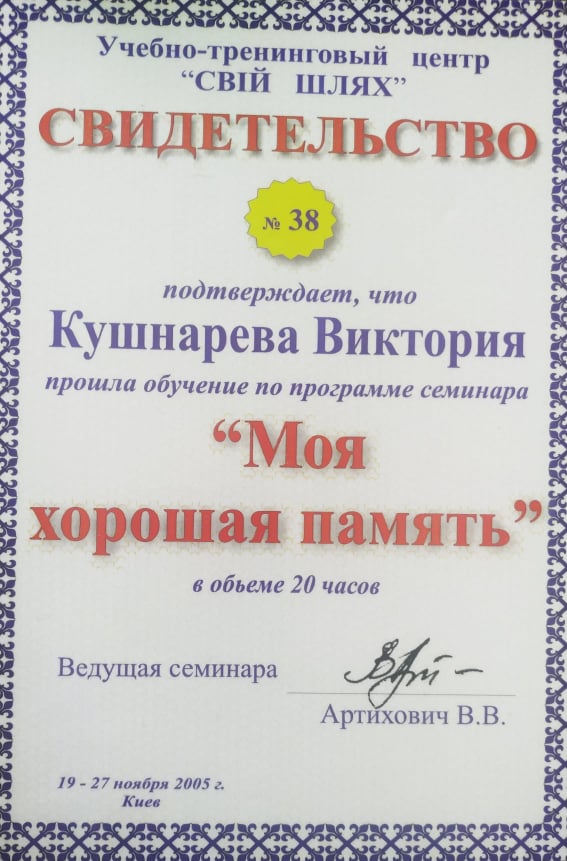 Учебно-тренинговый центр
“СВІЙ ШЛЯХ”
СВИДЕТЕЛЬСТВО
№ 38
подтверждает, что
Кушнарева Виктория
прошла обучение по программе семинара
“Моя
хорошая память”
в обьеме 20 часов
Ведущая семинара
Артихович В.В.
19 - 27 ноября 2005 г.
Киев